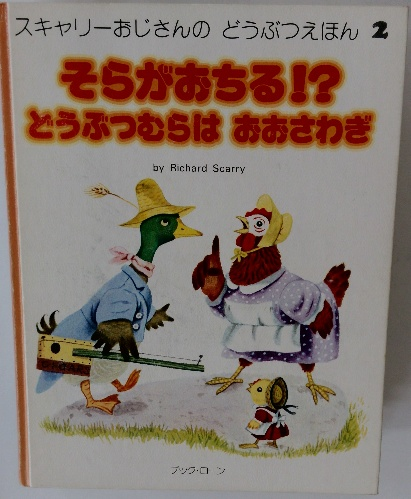 スキャリーおじさんの どうぶつえほん 2
そらがおちる!?
どうぶつむらは おおさわぎ
by Richard Scarry
ブック・ローン